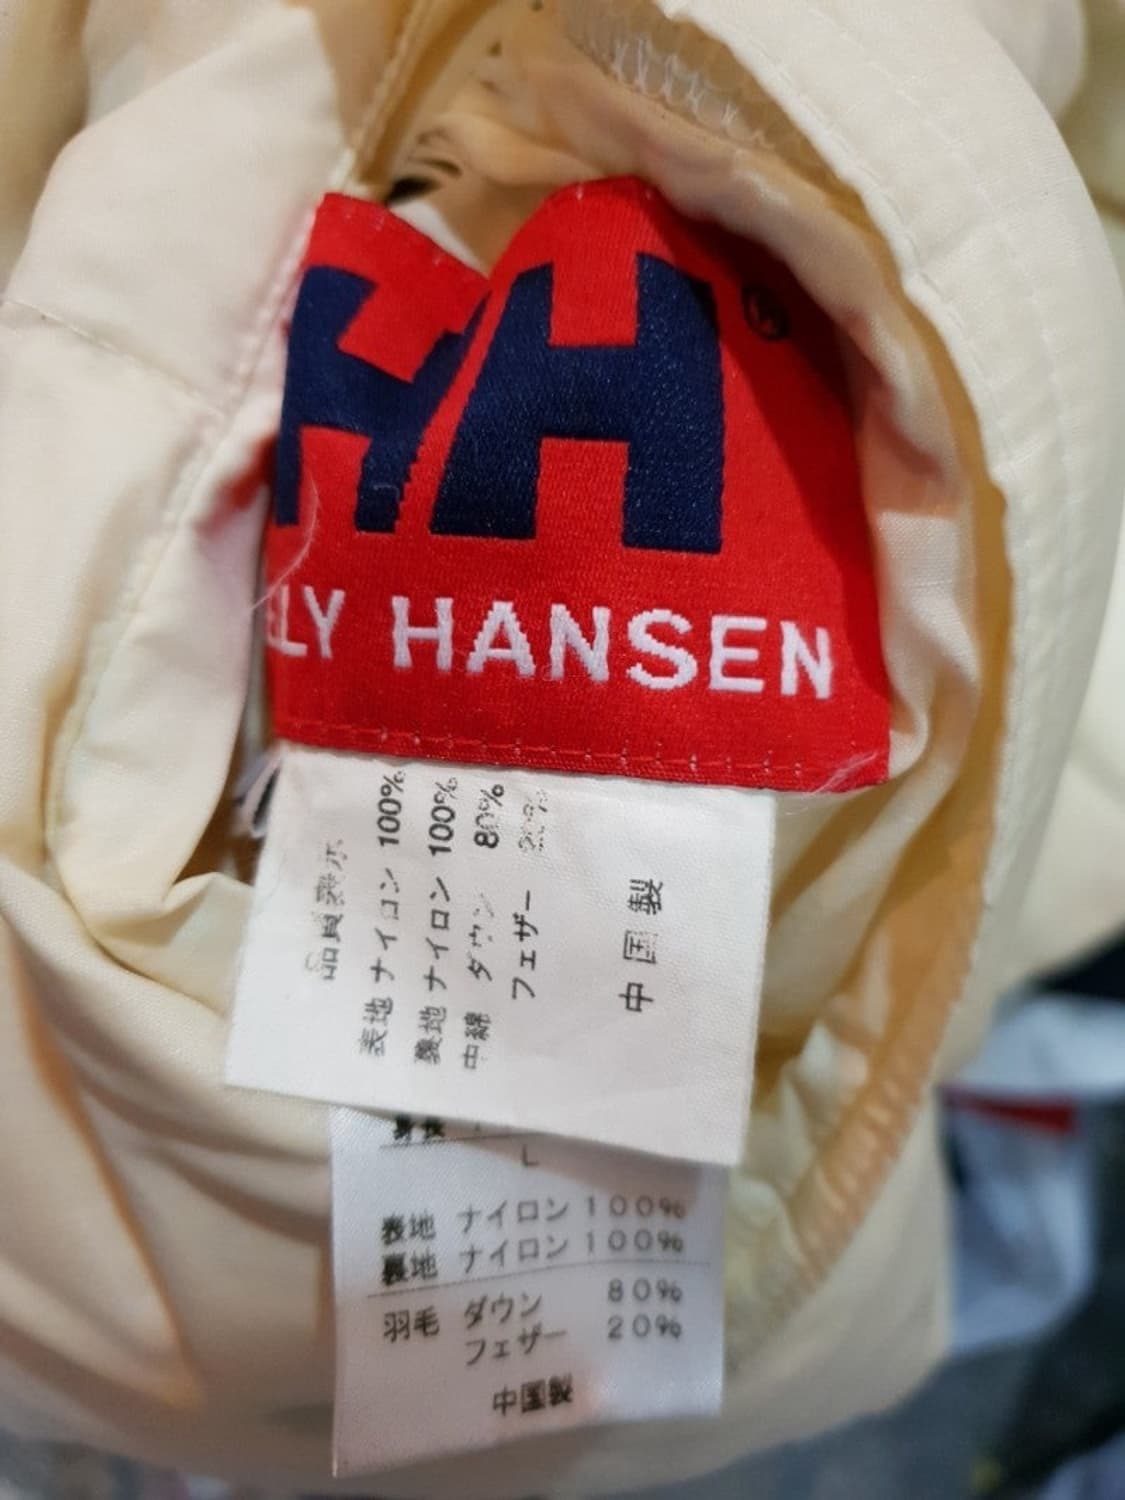 HH®
LLY HANSEN
品質表示
表地 ナイロン 100%
裏地 ナイロン 100%
中綿 ダウン 80%
フェザー 20%
中国製
L
表地 ナイロン 100%
裏地 ナイロン 100%
羽毛 ダウン 80%
フェザー 20%
中国製